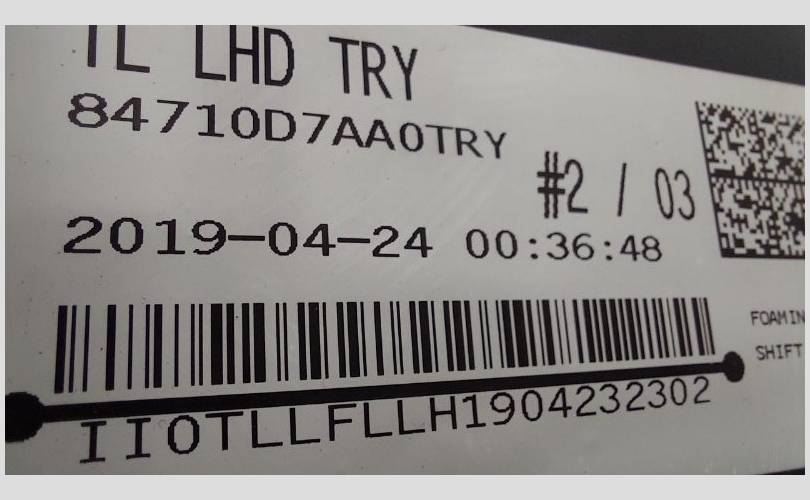 TL LHD TRY
84710D7AA0TRY
#2 / 03
2019-04-24 00:36:48
FOAMIN
SHIFT
IIOTLLFLLH1904232302